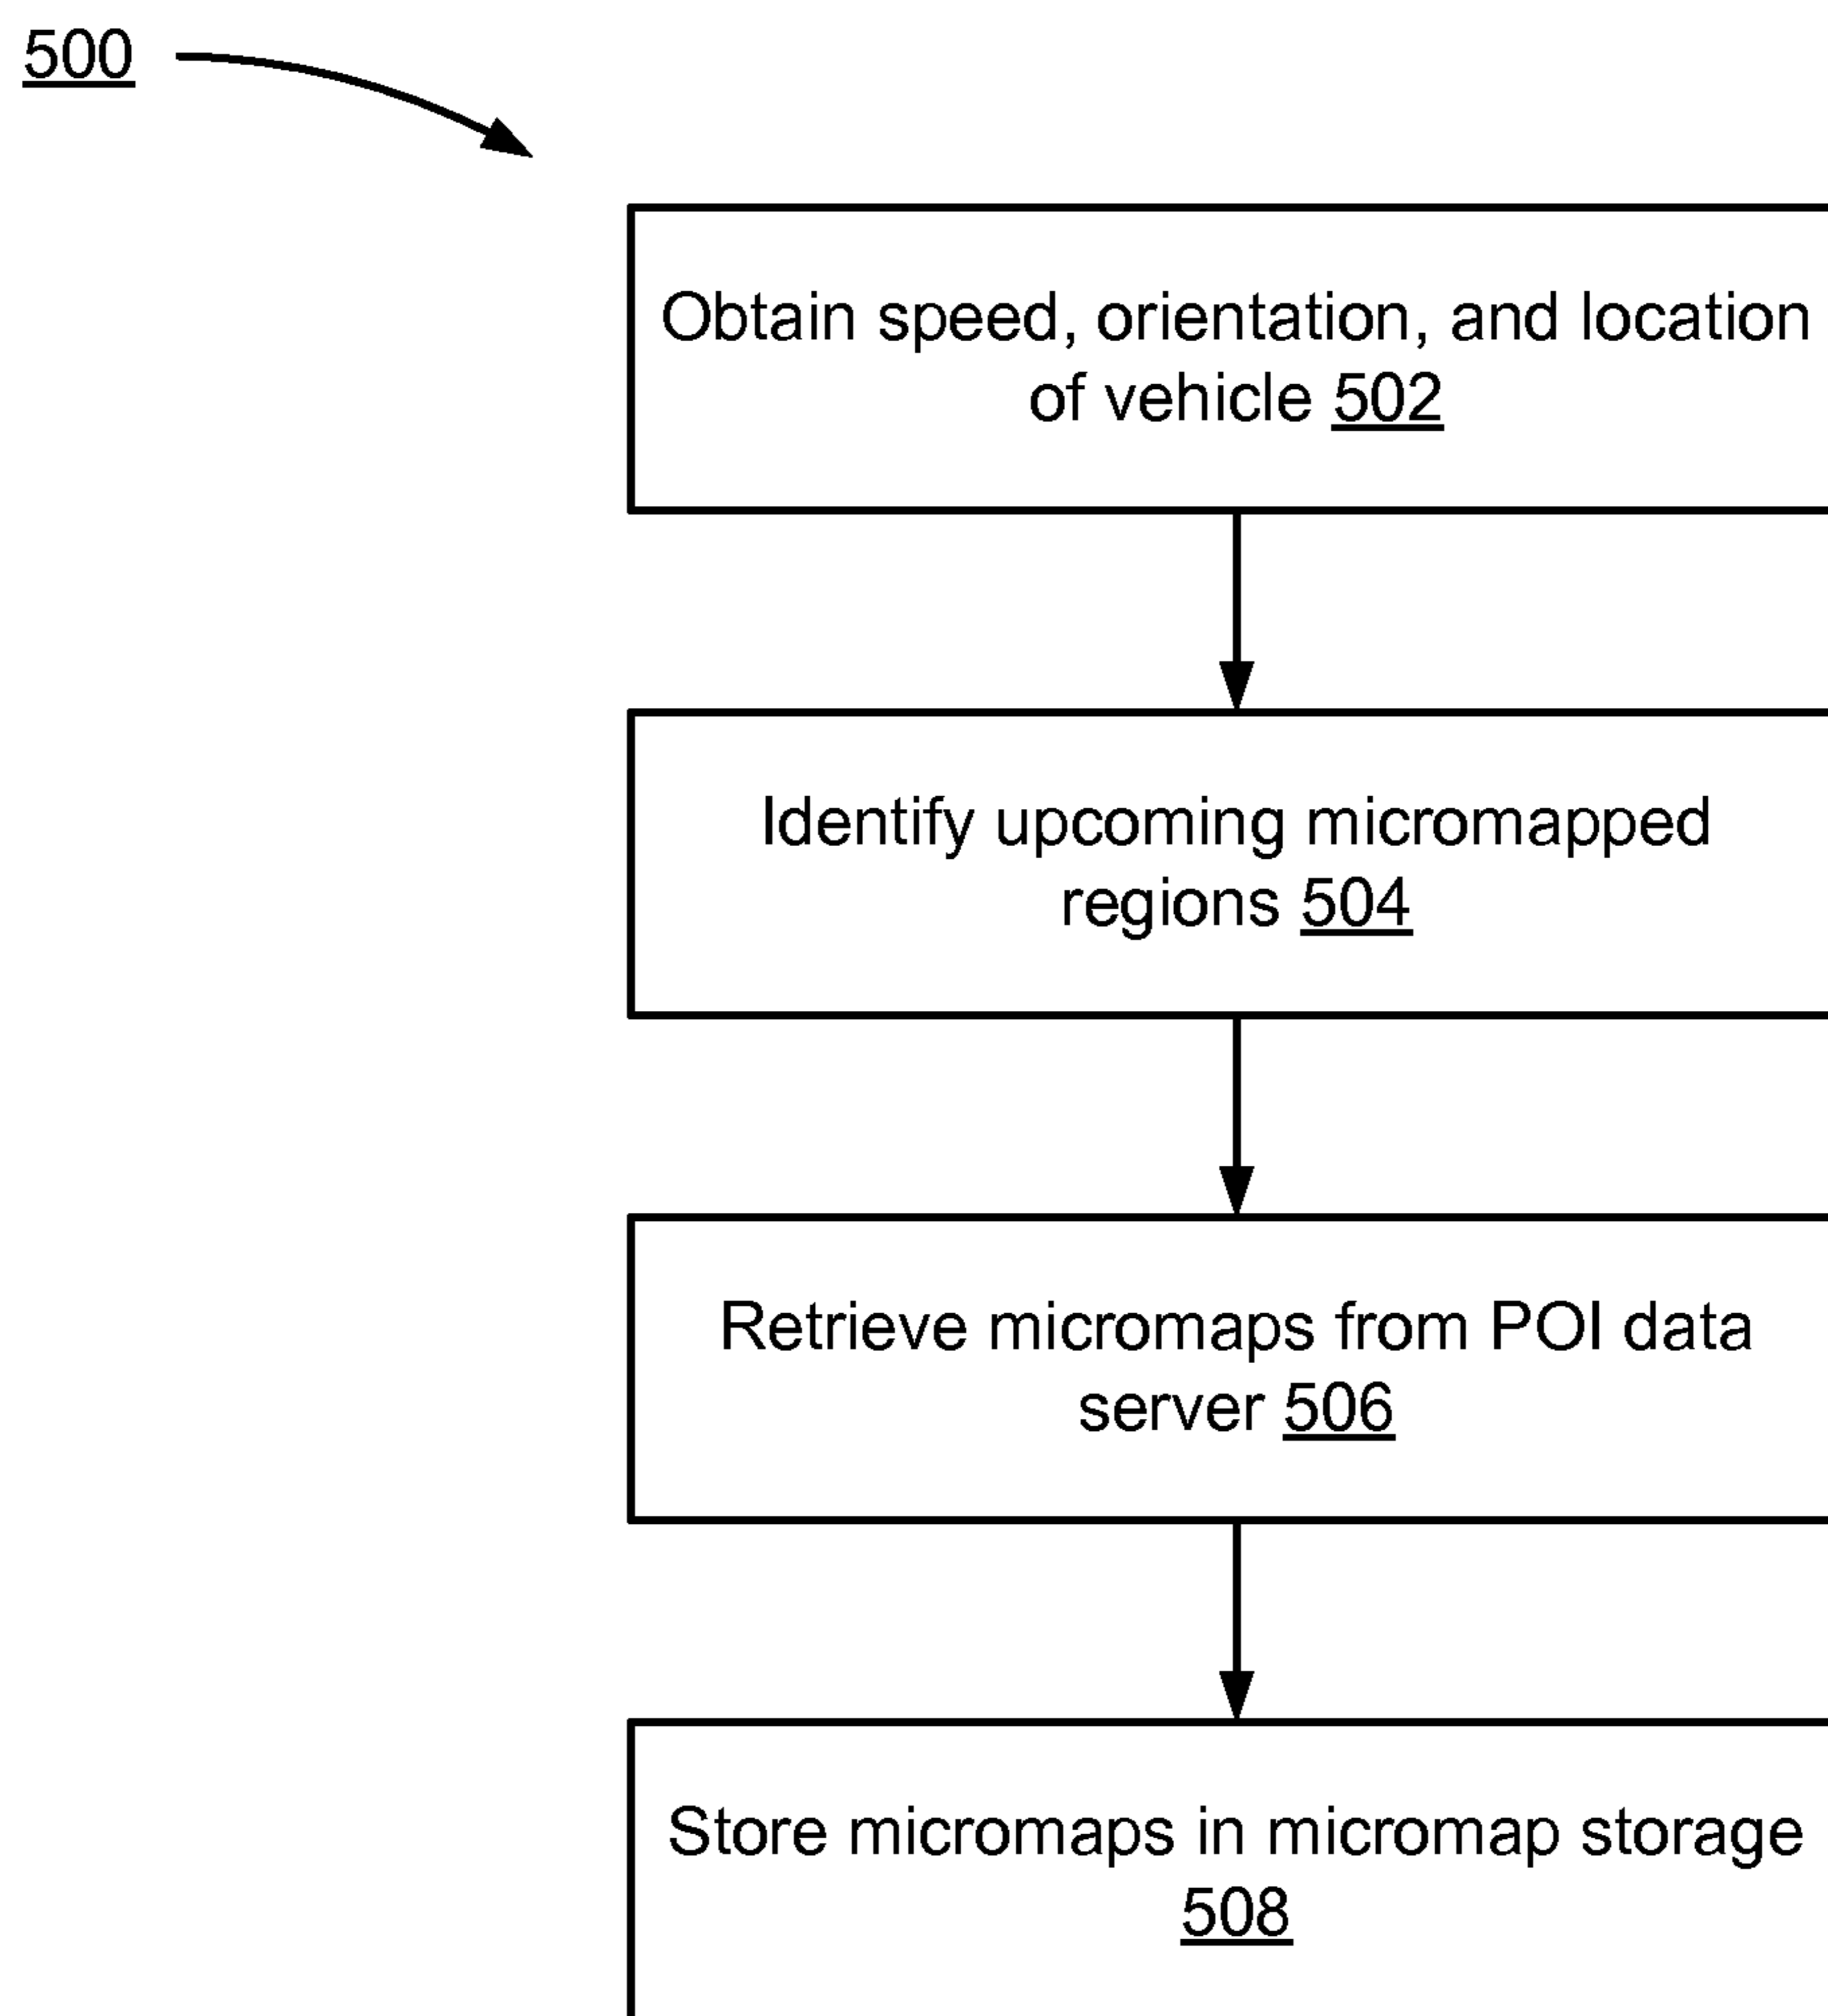 500
Obtain speed, orientation, and location
of vehicle 502
Identify upcoming micromapped
regions 504
Retrieve micromaps from POI data
server 506
Store micromaps in micromap storage
508